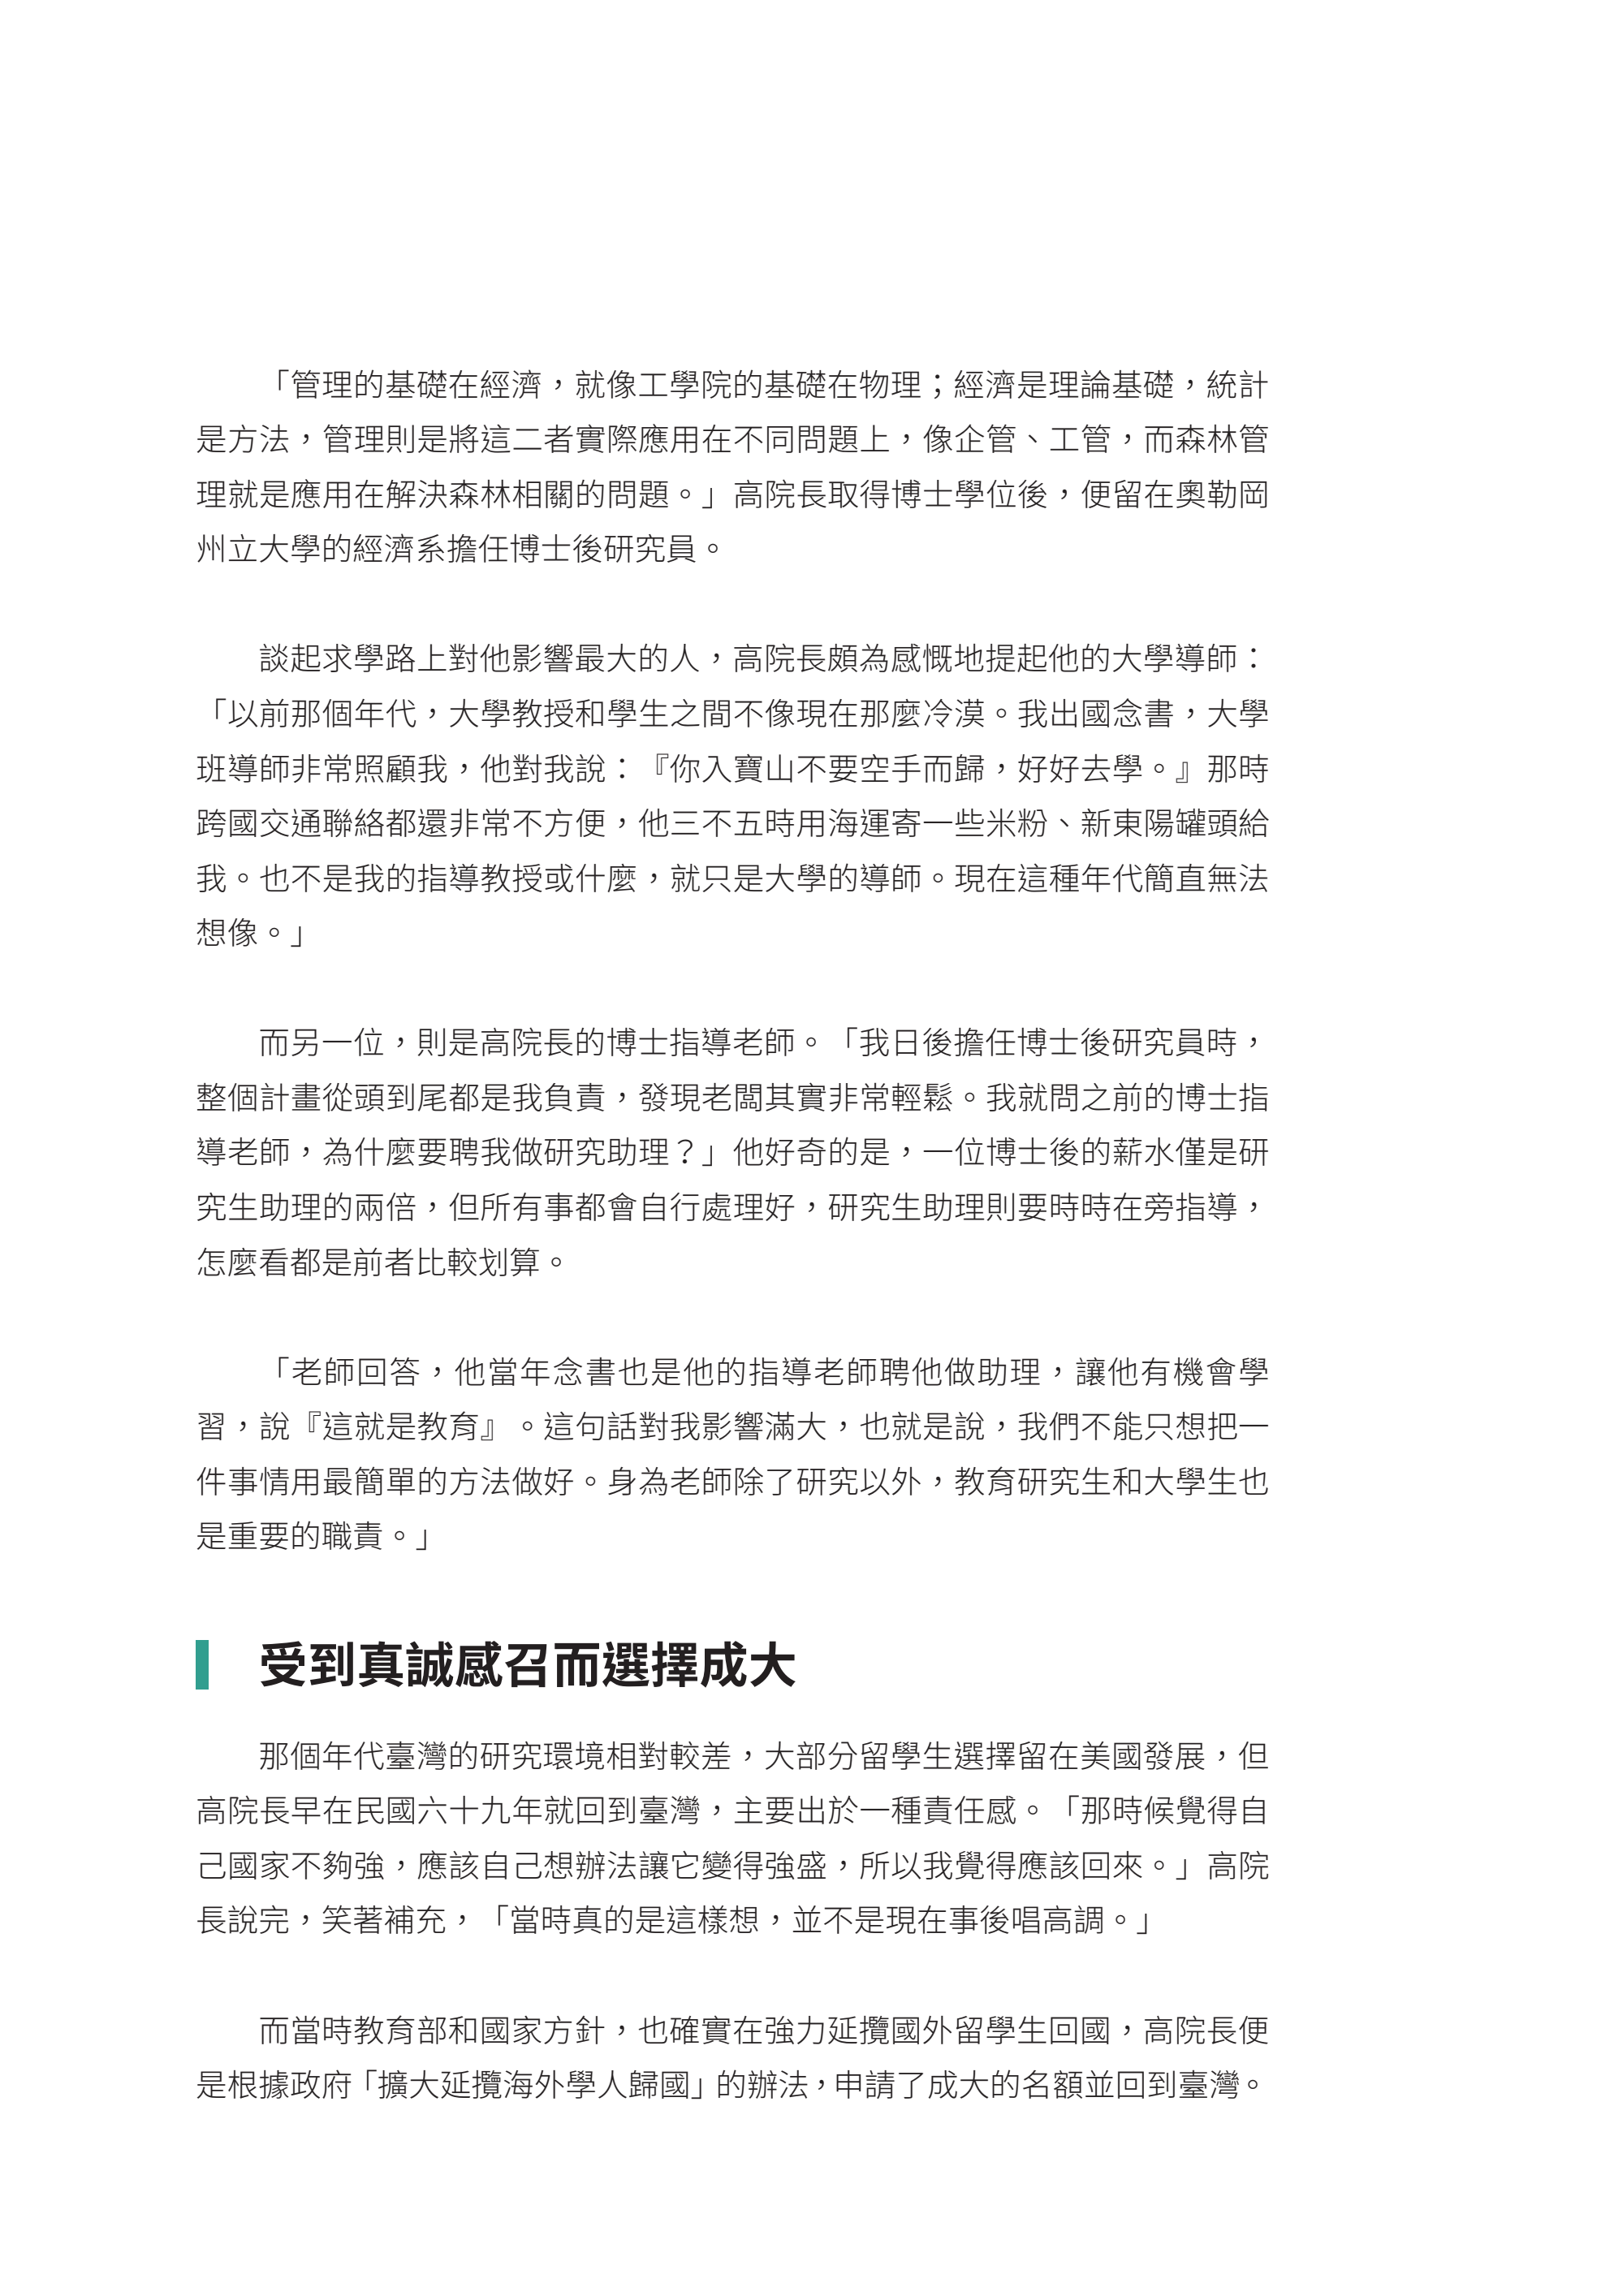 「管理的基礎在經濟，就像工學院的基礎在物理；經濟是理論基礎，統計
是方法，管理則是將這二者實際應用在不同問題上，像企管、工管，而森林管
理就是應用在解決森林相關的問題。」高院長取得博士學位後，便留在奧勒岡
州立大學的經濟系擔任博士後研究員。
談起求學路上對他影響最大的人，高院長頗為感慨地提起他的大學導師：
「以前那個年代，大學教授和學生之間不像現在那麼冷漠。我出國念書，大學
班導師非常照顧我，他對我說：『你入寶山不要空手而歸，好好去學。』那時
跨國交通聯絡都還非常不方便，他三不五時用海運寄一些米粉、新東陽罐頭給
我。也不是我的指導教授或什麼，就只是大學的導師。現在這種年代簡直無法
想像。」
而另一位，則是高院長的博士指導老師。「我日後擔任博士後研究員時，
整個計畫從頭到尾都是我負責，發現老闆其實非常輕鬆。我就問之前的博士指
導老師，為什麼要聘我做研究助理？」他好奇的是，一位博士後的薪水僅是研
究生助理的兩倍，但所有事都會自行處理好，研究生助理則要時時在旁指導，
怎麼看都是前者比較划算。
「老師回答，他當年念書也是他的指導老師聘他做助理，讓他有機會學
習，說『這就是教育』。這句話對我影響滿大，也就是說，我們不能只想把一
件事情用最簡單的方法做好。身為老師除了研究以外，教育研究生和大學生也
是重要的職責。」
受到真誠感召而選擇成大
那個年代臺灣的研究環境相對較差，大部分留學生選擇留在美國發展，但
高院長早在民國六十九年就回到臺灣，主要出於一種責任感。「那時候覺得自
己國家不夠強，應該自己想辦法讓它變得強盛，所以我覺得應該回來。」高院
長說完，笑著補充，「當時真的是這樣想，並不是現在事後唱高調。」
而當時教育部和國家方針，也確實在強力延攬國外留學生回國，高院長便
是根據政府「擴大延攬海外學人歸國」的辦法，申請了成大的名額並回到臺灣。